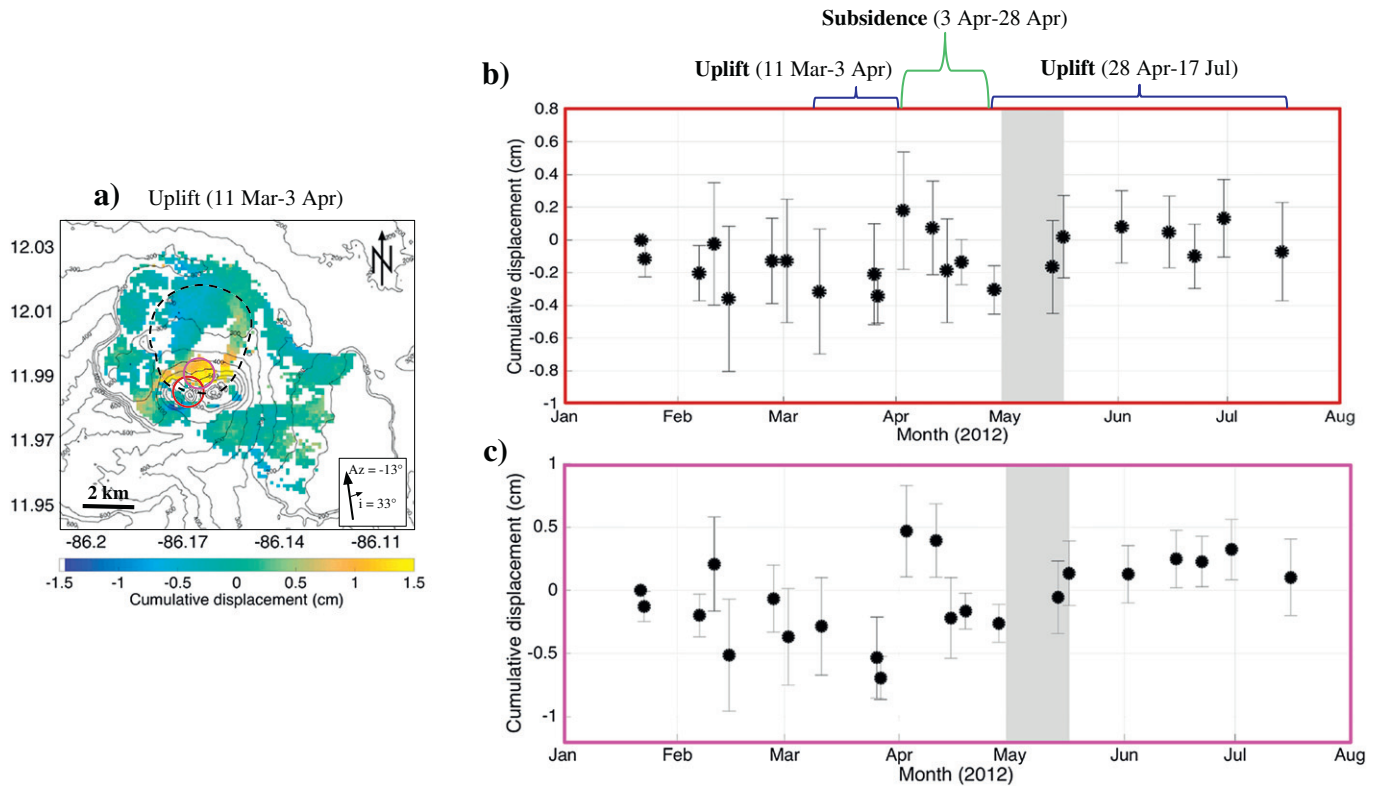 Subsidence (3 Apr-28 Apr)
b)
Uplift (11 Mar-3 Apr)
Uplift (28 Apr-17 Jul)
0.8
0.6
0.4
0.2
0
-0.2
-0.4
-0.6
-0.8
-1
Cumulative displacement (cm)
Jan Feb Mar Apr May Jun Jul Aug
Month (2012)
a) Uplift (11 Mar-3 Apr)
N
12.03
12.01
11.99
11.97
11.95
400
2 km
Az = -13°
i = 33°
-86.2 -86.17 -86.14 -86.11
-1.5 -1 -0.5 0 0.5 1 1.5
Cumulative displacement (cm)
c)
1
0.5
0
-0.5
-1
Cumulative displacement (cm)
Jan Feb Mar Apr May Jun Jul Aug
Month (2012)